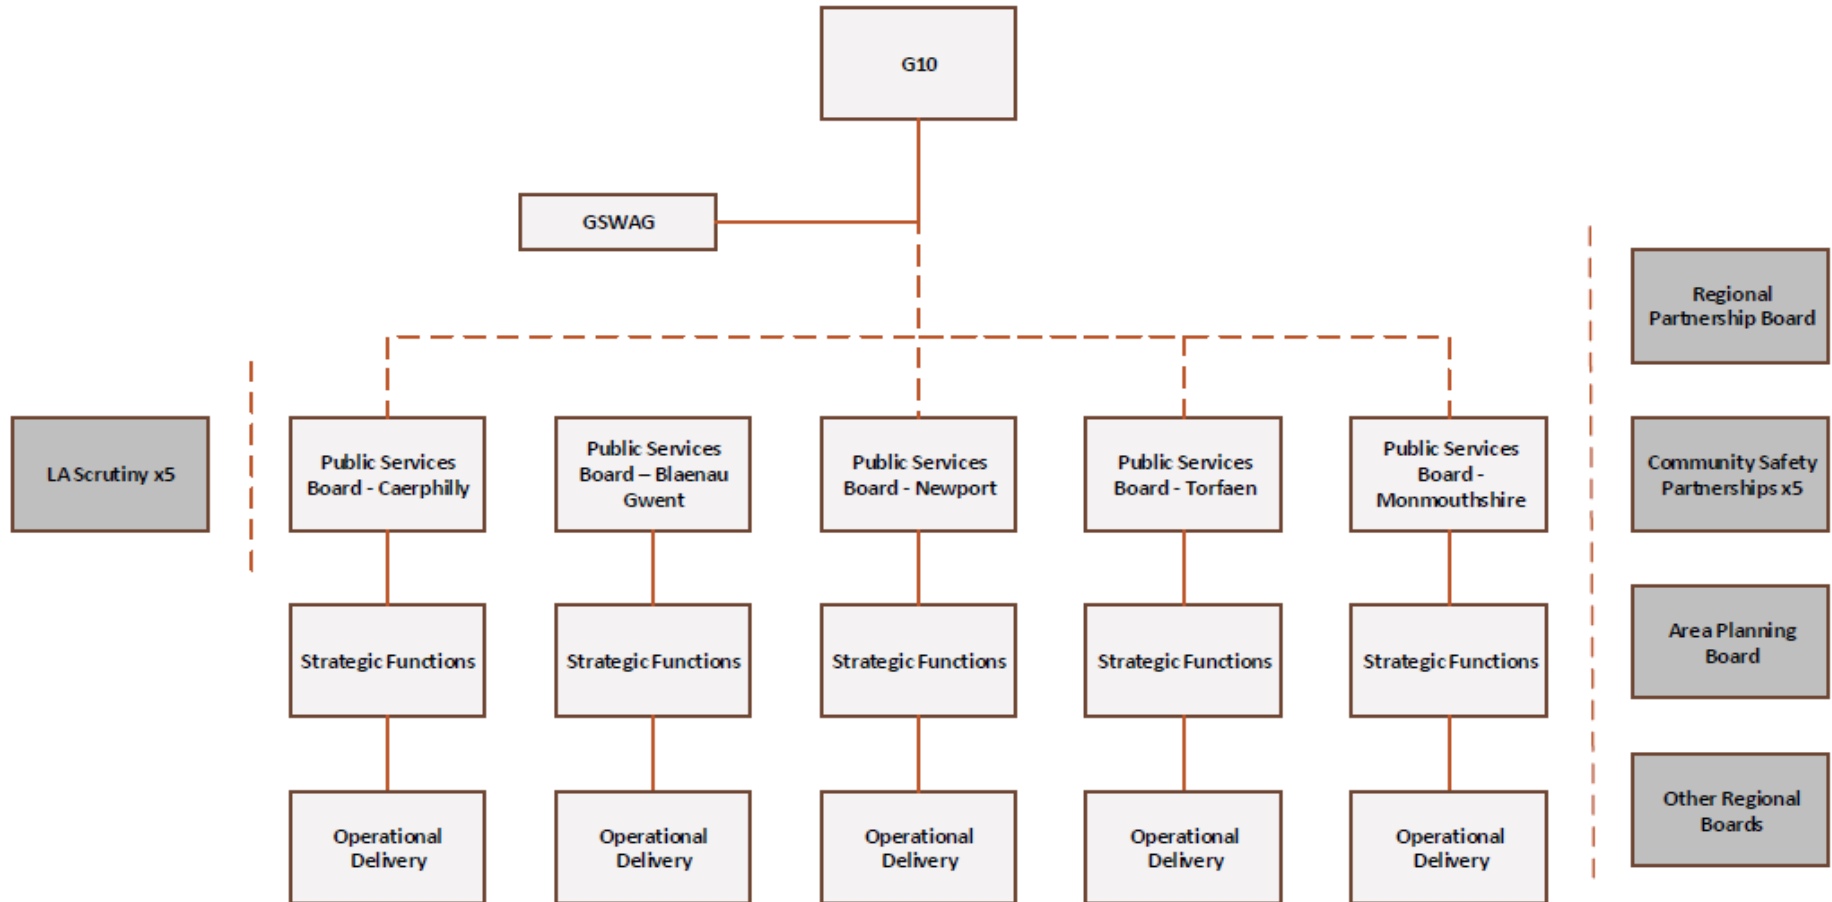 G10
GSWAG
Regional
Partnership Board
LA Scrutiny x5
Public Services
Board - Caerphilly
Public Services
Board – Blaenau
Gwent
Public Services
Board - Newport
Public Services
Board - Torfaen
Public Services
Board -
Monmouthshire
Community Safety
Partnerships x5
Strategic Functions
Strategic Functions
Strategic Functions
Strategic Functions
Strategic Functions
Area Planning
Board
Operational
Delivery
Operational
Delivery
Operational
Delivery
Operational
Delivery
Operational
Delivery
Other Regional
Boards